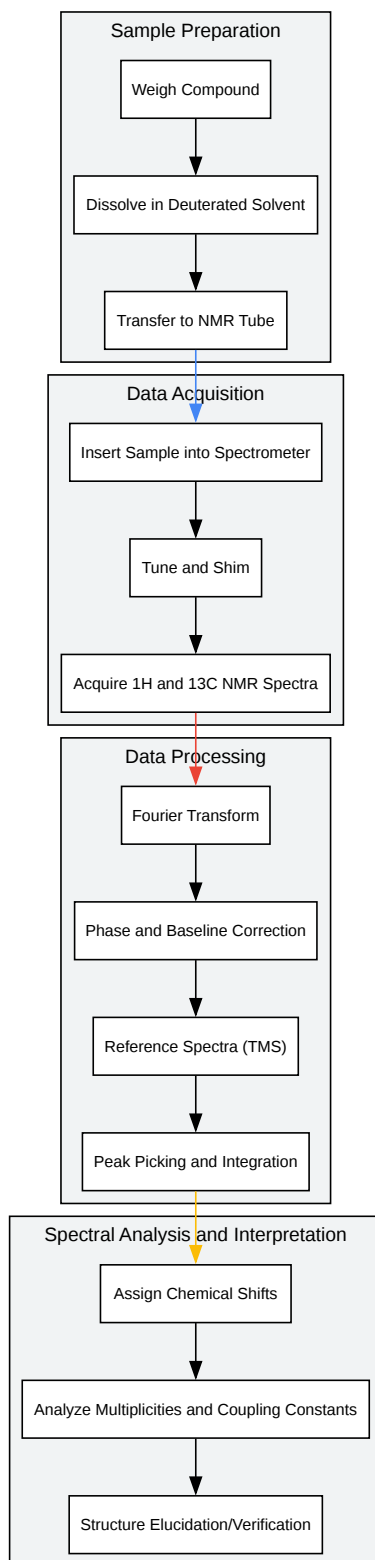 Sample Preparation
Weigh Compound
Dissolve in Deuterated Solvent
Transfer to NMR Tube
Data Acquisition
Insert Sample into Spectrometer
Tune and Shim
Acquire 1H and 13C NMR Spectra
Data Processing
Fourier Transform
Phase and Baseline Correction
Reference Spectra (TMS)
Peak Picking and Integration
Spectral Analysis and Interpretation
Assign Chemical Shifts
Analyze Multiplicities and Coupling Constants
Structure Elucidation/Verification